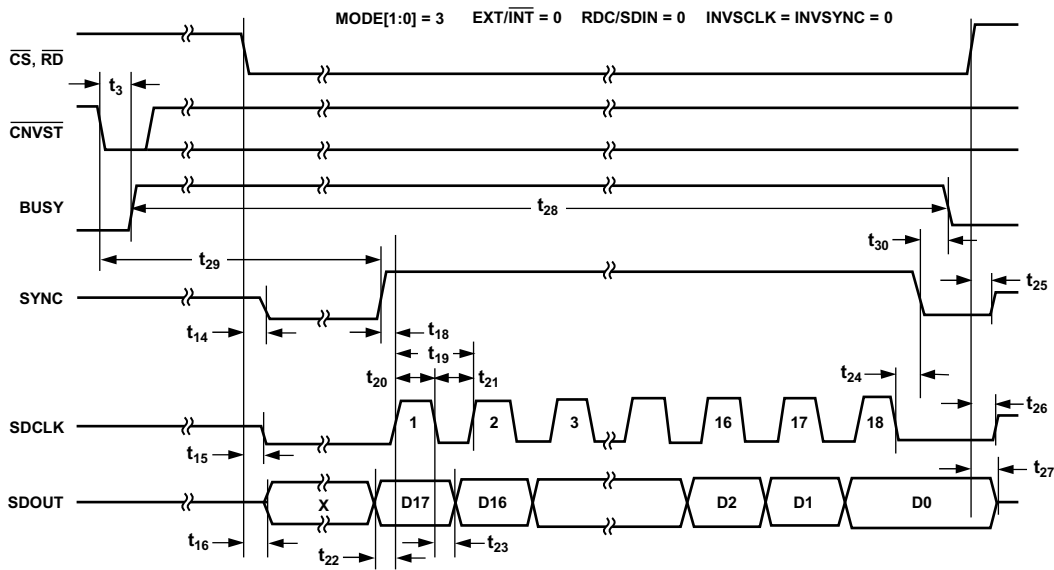 MODE[1:0] = 3 EXT/INT = 0 RDC/SDIN = 0 INVSCLK = INVSYNC = 0
CS, RD
t3
CNVST
BUSY
t28
t30
t29
t25
SYNC
t14
t18
t19
t20
t21
t24
t26
SDCLK
1
2
3
16
17
18
t15
t27
SDOUT
X
D17
D16
D2
D1
D0
t16
t22
t23